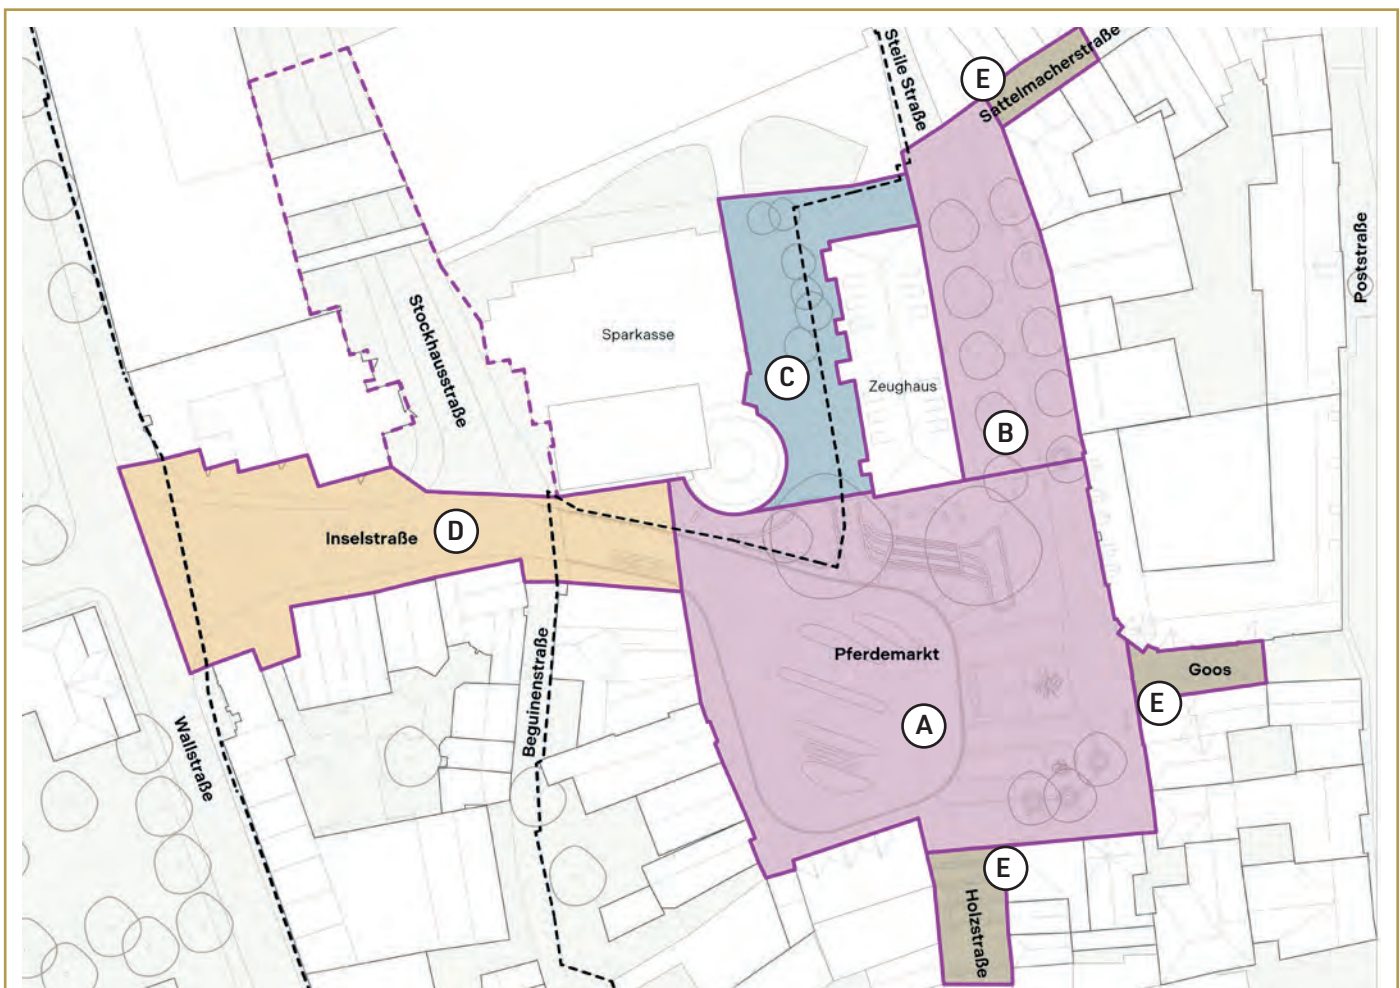 Steile Straße
E
Sattelmacherstraße
Poststraße
Stockhausstraße
Sparkasse
C
Zeughaus
B
Inselstraße
D
Pferdemarkt
Goos
E
A
Beguinenstraße
Wallstraße
E
Holzstraße